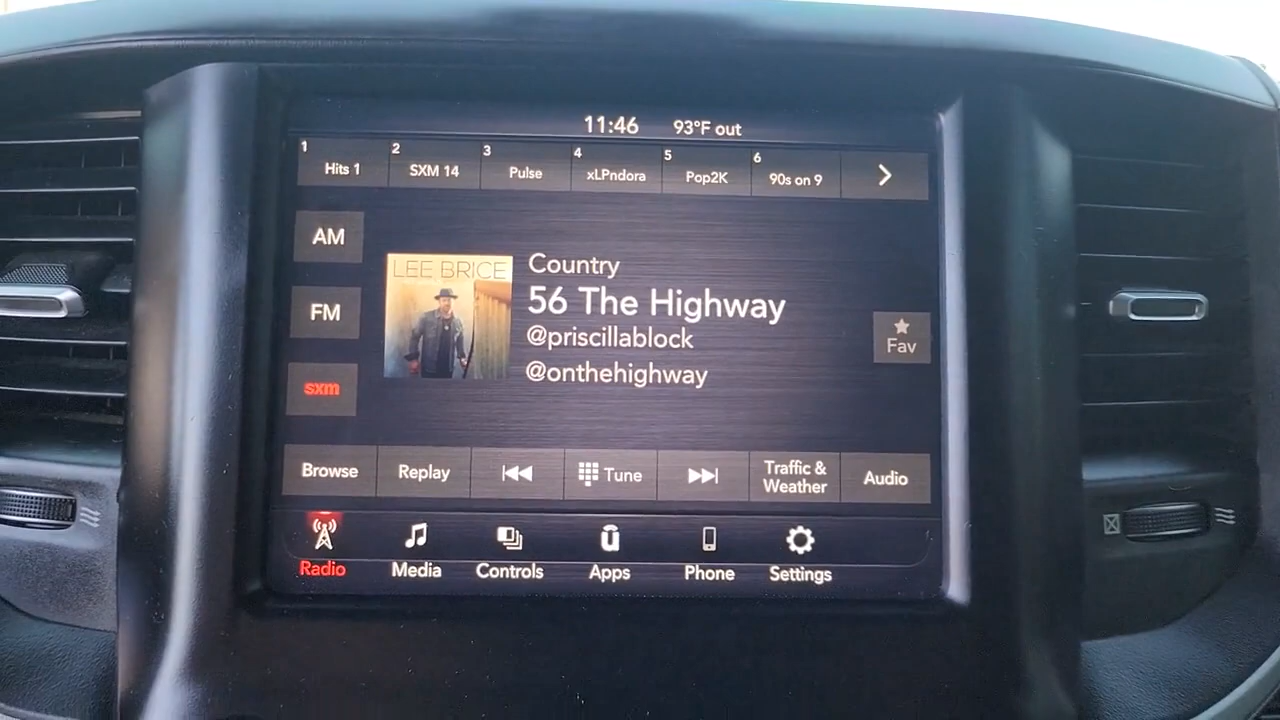 11:46 93°F out
1 Hits 1
2 SXM 14
3 Pulse
4 xLPndora
5 Pop2K
6 90s on 9
AM
FM
sxm
LEE BRICE
Country
56 The Highway
@priscillablock
@onthehighway
Fav
Browse
Replay
Tune
Traffic &
Weather
Audio
Radio
Media
Controls
Apps
Phone
Settings